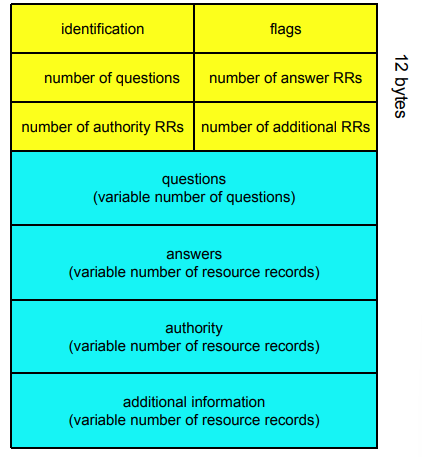 identification
flags
number of questions
number of answer RRs
number of authority RRs
number of additional RRs
12 bytes
questions
(variable number of questions)
answers
(variable number of resource records)
authority
(variable number of resource records)
additional information
(variable number of resource records)